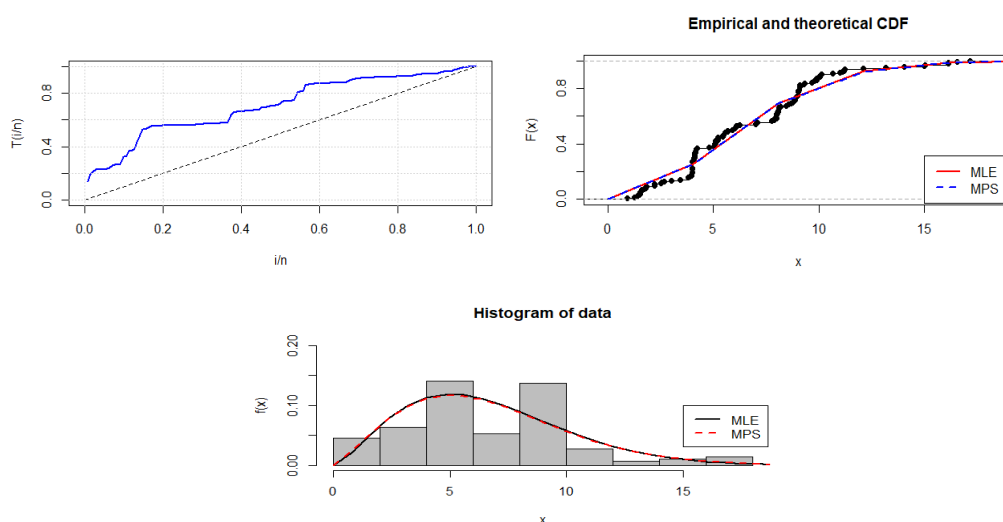 T(i/n)
0.0 0.4 0.8
0.0 0.2 0.4 0.6 0.8 1.0
i/n
Empirical and theoretical CDF
F(x)
0.0 0.4 0.8
0 5 10 15
x
MLE
MPS
Histogram of data
f(x)
0.00 0.10 0.20
0 5 10 15
x
MLE
MPS